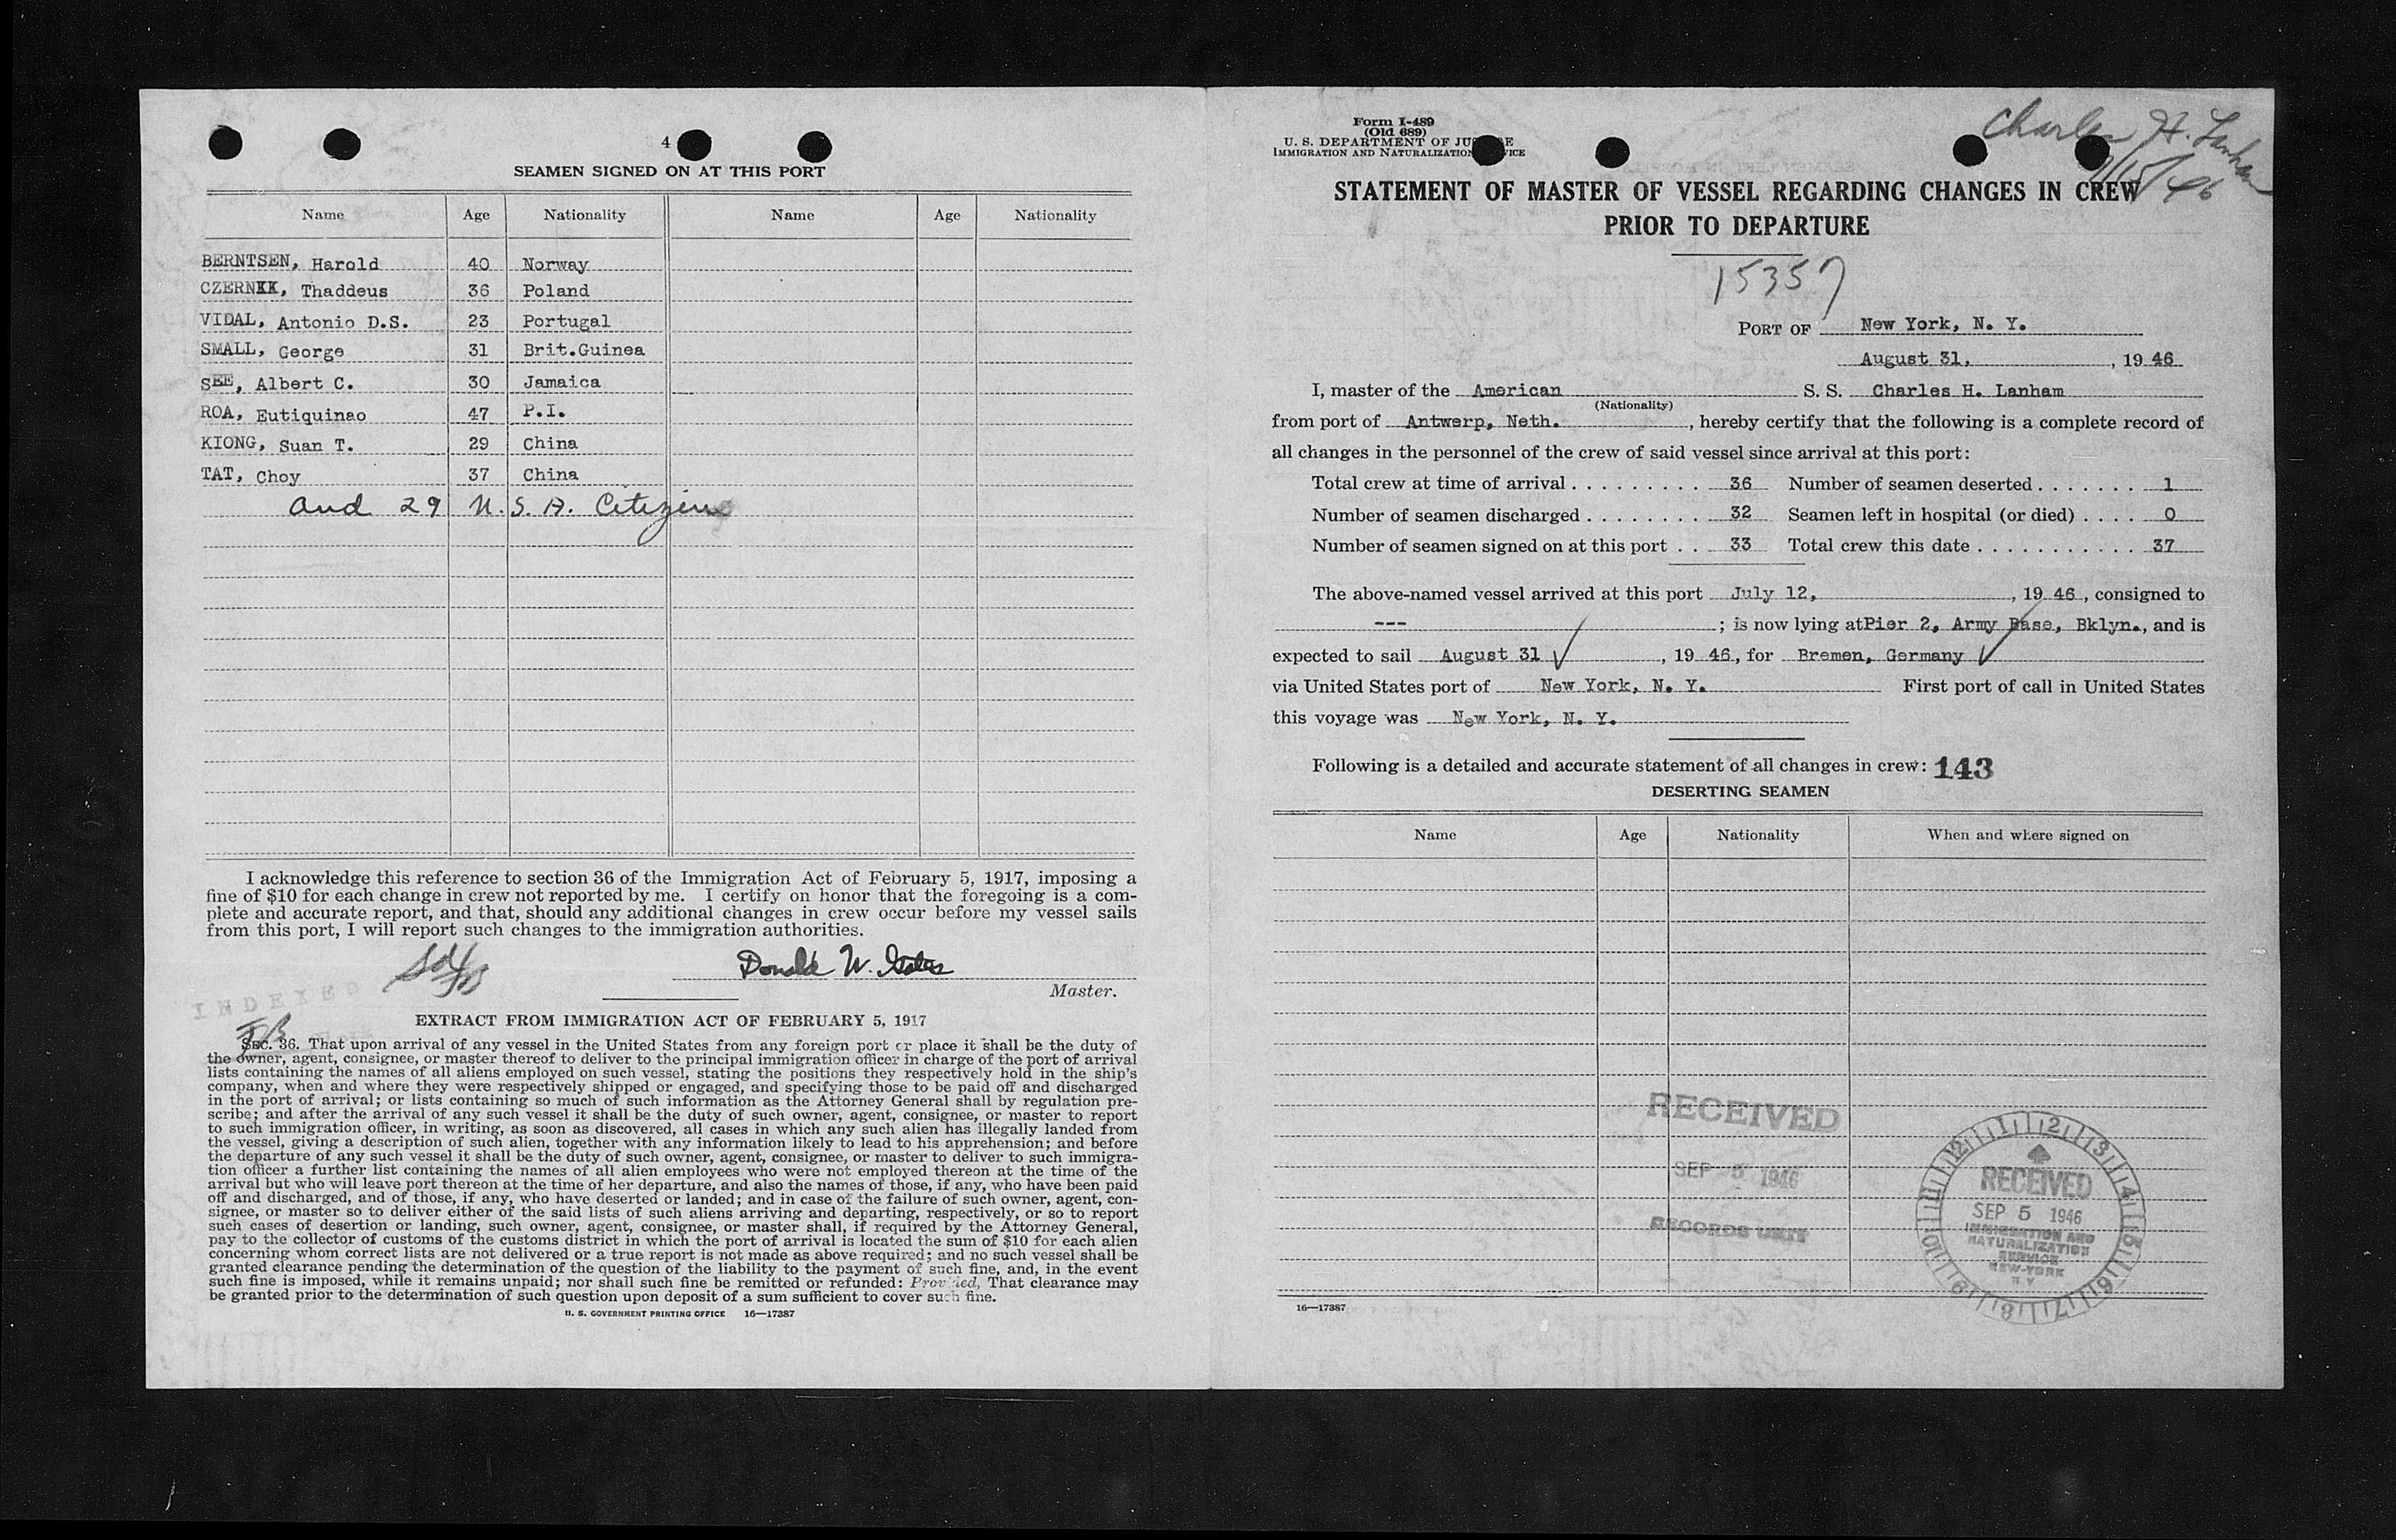 4
SEAMEN SIGNED ON AT THIS PORT
Name Age Nationality Name Age Nationality
BERNTSEN, Harold 40 Norway
CZERNIK, Thaddeus 36 Poland
VIDAL, Antonio D.S. 23 Portugal
SMALL, George 31 Brit.Guinea
SEE, Albert C. 30 Jamaica
ROA, Eutiquinao 47 P.I.
KIONG, Suan T. 29 China
TAT, Choy 37 China
and 29 U.S.A. Citizens
I acknowledge this reference to section 36 of the Immigration Act of February 5, 1917, imposing a
fine of $10 for each change in crew not reported by me. I certify on honor that the foregoing is a com-
plete and accurate report, and that, should any additional changes in crew occur before my vessel sails
from this port, I will report such changes to the immigration authorities.
Donald W. Gates
Master.
INDEXED
EXTRACT FROM IMMIGRATION ACT OF FEBRUARY 5, 1917
SEC. 36. That upon arrival of any vessel in the United States from any foreign port or place it shall be the duty of
the owner, agent, consignee, or master thereof to deliver to the principal immigration officer in charge of the port of arrival
lists containing the names of all aliens employed on such vessel, stating the positions they respectively hold in the ship's
company, when and where they were respectively shipped or engaged, and specifying those to be paid off and discharged
in the port of arrival; or lists containing so much of such information as the Attorney General shall by regulation pre-
scribe; and after the arrival of any such vessel it shall be the duty of such owner, agent, consignee, or master to report
to such immigration officer, in writing, as soon as discovered, all cases in which any such alien has illegally landed from
the vessel, giving a description of such alien, together with any information likely to lead to his apprehension; and before
the departure of any such vessel it shall be the duty of such owner, agent, consignee, or master to deliver to such immigra-
tion officer a further list containing the names of all alien employees who were not employed thereon at the time of the
arrival but who will leave port thereon at the time of her departure, and also the names of those, if any, who have been paid
off and discharged, and of those, if any, who have deserted or landed; and in case of the failure of such owner, agent, con-
signee, or master so to deliver either of the said lists of such aliens arriving and departing, respectively, or so to report
such cases of desertion or landing, such owner, agent, consignee, or master shall, if required by the Attorney General,
pay to the collector of customs of the customs district in which the port of arrival is located the sum of $10 for each alien
concerning whom correct lists are not delivered or a true report is not made as above required; and no such vessel shall be
granted clearance pending the determination of the question of the liability to the payment of such fine, and, in the event
such fine is imposed, while it remains unpaid; nor shall such fine be remitted or refunded: Provided, That clearance may
be granted prior to the determination of such question upon deposit of a sum sufficient to cover such fine.
U. S. GOVERNMENT PRINTING OFFICE 16—17387
Form I-489
(Old 689)
U. S. DEPARTMENT OF JUSTICE
IMMIGRATION AND NATURALIZATION SERVICE
Charles H. Lanham
STATEMENT OF MASTER OF VESSEL REGARDING CHANGES IN CREW
PRIOR TO DEPARTURE
15357
PORT OF New York, N. Y.
August 31, , 19 46
I, master of the American S. S. Charles H. Lanham
(Nationality)
from port of Antwerp, Neth. , hereby certify that the following is a complete record of
all changes in the personnel of the crew of said vessel since arrival at this port:
Total crew at time of arrival . . . . . . . . . . 36 Number of seamen deserted . . . . . . . 1
Number of seamen discharged . . . . . . . . 32 Seamen left in hospital (or died) . . . . 0
Number of seamen signed on at this port . . 33 Total crew this date . . . . . . . . . . . . 37
The above-named vessel arrived at this port July 12, , 19 46 , consigned to
--- ; is now lying at Pier 2, Army Base, Bklyn., and is
expected to sail August 31 , 19 46, for Bremen, Germany
via United States port of New York, N. Y. First port of call in United States
this voyage was New York, N. Y.
Following is a detailed and accurate statement of all changes in crew: 143
DESERTING SEAMEN
Name Age Nationality When and where signed on
RECEIVED
SEP 5 1946
RECORDS UNIT
12 1 2 3 4 5 6 7 8 9 10 11
RECEIVED
SEP 5 1946
IMMIGRATION AND
NATURALIZATION
SERVICE
NEW-YORK
N Y
16—17387